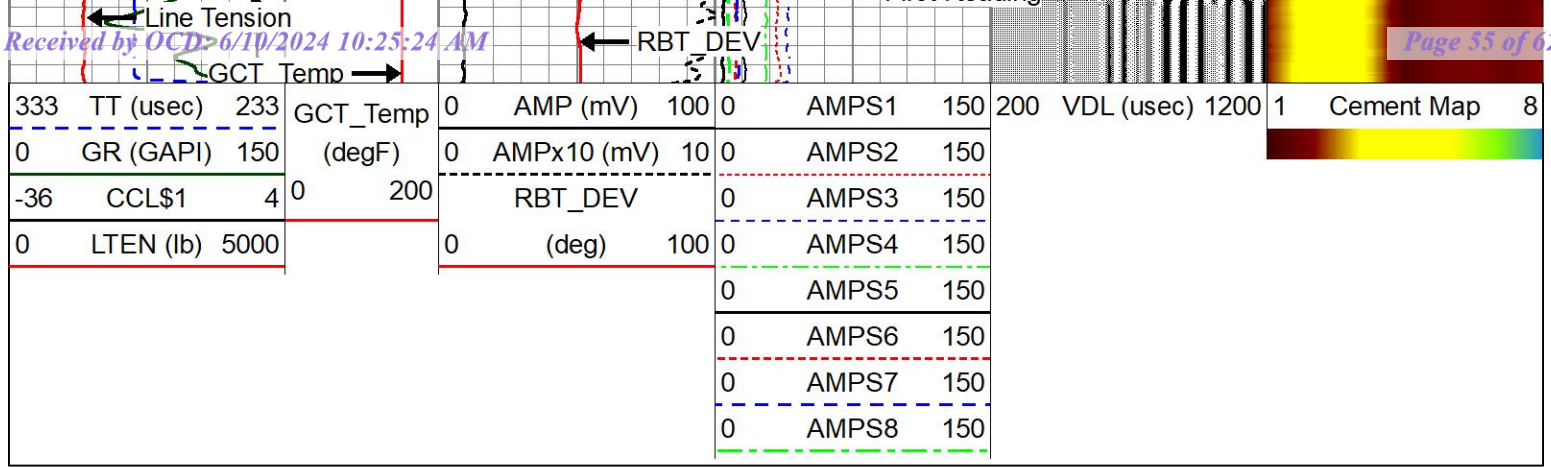 Line Tension
Received by OCD: 6/10/2024 10:25:24 AM
RBT_DEV
Page 55 of 62
GCT_Temp
333 TT (usec) 233
0 GR (GAPI) 150
-36 CCL$1 4
0 LTEN (lb) 5000
GCT_Temp
(degF)
0 200
0 AMP (mV) 100
0 AMPx10 (mV) 10
RBT_DEV
0 (deg) 100
0 AMPS1 150
0 AMPS2 150
0 AMPS3 150
0 AMPS4 150
0 AMPS5 150
0 AMPS6 150
0 AMPS7 150
0 AMPS8 150
200 VDL (usec) 1200
1 Cement Map 8